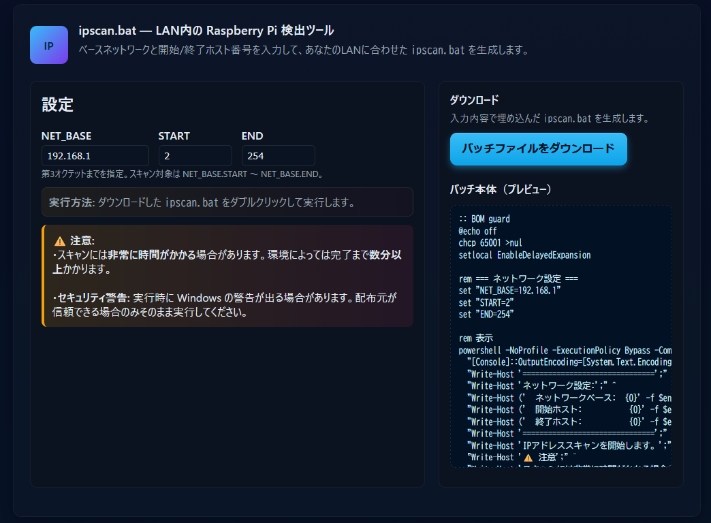 IP
ipscan.bat — LAN内の Raspberry Pi 検出ツール
ベースネットワークと開始/終了ホスト番号を入力して、あなたのLANに合わせた ipscan.bat を生成します。
設定
NET_BASE START END
192.168.1 2 254
第3オクテットまでを指定。スキャン対象は NET_BASE.START 〜 NET_BASE.END。
実行方法: ダウンロードした ipscan.bat をダブルクリックして実行します。
⚠️ 注意:
・スキャンには非常に時間がかかる場合があります。環境によっては完了まで数分以
上かかります。
・セキュリティ警告: 実行時に Windows の警告が出る場合があります。配布元が
信頼できる場合のみそのまま実行してください。
ダウンロード
入力内容で埋め込んだ ipscan.bat を生成します。
バッチファイルをダウンロード
バッチ本体（プレビュー）
:: BOM guard
@echo off
chcp 65001 >nul
setlocal EnableDelayedExpansion
rem === ネットワーク設定 ===
set "NET_BASE=192.168.1"
set "START=2"
set "END=254"
rem 表示
powershell -NoProfile -ExecutionPolicy Bypass -Com
"[Console]::OutputEncoding=[System.Text.Encoding
"Write-Host '==============================';"
"Write-Host 'ネットワーク設定:';" ^
"Write-Host ('  ネットワークベース: {0}' -f $en
"Write-Host ('  開始ホスト:         {0}' -f $e
"Write-Host ('  終了ホスト:         {0}' -f $e
"Write-Host '==============================';"
"Write-Host 'IPアドレススキャンを開始します。';"
"Write-Host '⚠️ 注意';"